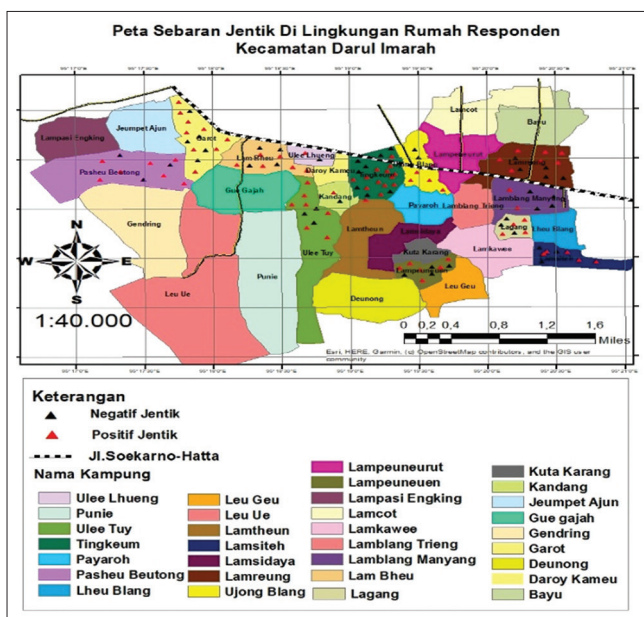 Peta Sebaran Jentik Di Lingkungan Rumah Responden
Kecamatan Darul Imarah
Lamcot
Bayu
Jeumpet Ajun
Garot
Lampasi Engking
Lam Bheu
Ulee Lhueng
Ujong Blang
Lampeuneurut
Lamreung
Pasheu Beutong
Daroy Kameu
Tingkeum
Gue Gajah
Kandang
Payaroh
Lamblang Trieng
Lamblang Manyang
Lagang
Lheu Blang
Gendring
Ulee Tuy
Lamtheun
Kuta Karang
Lamkawee
Lampeuneuen
Punie
Leu Ue
Deunong
Leu Geu
N
W
E
S
1:40.000
0 0,2 0,4 0,8 1,2 1,6
Miles
Esri, HERE, Garmin, (c) OpenStreetMap contributors, and the GIS user
community
Keterangan
Negatif Jentik
Positif Jentik
Jl.Soekarno-Hatta
Nama Kampung
Ulee Lhueng
Punie
Ulee Tuy
Tingkeum
Payaroh
Pasheu Beutong
Lheu Blang
Leu Geu
Leu Ue
Lamtheun
Lamsiteh
Lamsidaya
Lamreung
Ujong Blang
Lampeuneurut
Lampeuneuen
Lampasi Engking
Lamcot
Lamkawee
Lamblang Trieng
Lamblang Manyang
Lam Bheu
Lagang
Kuta Karang
Kandang
Jeumpet Ajun
Gue gajah
Gendring
Garot
Deunong
Daroy Kameu
Bayu